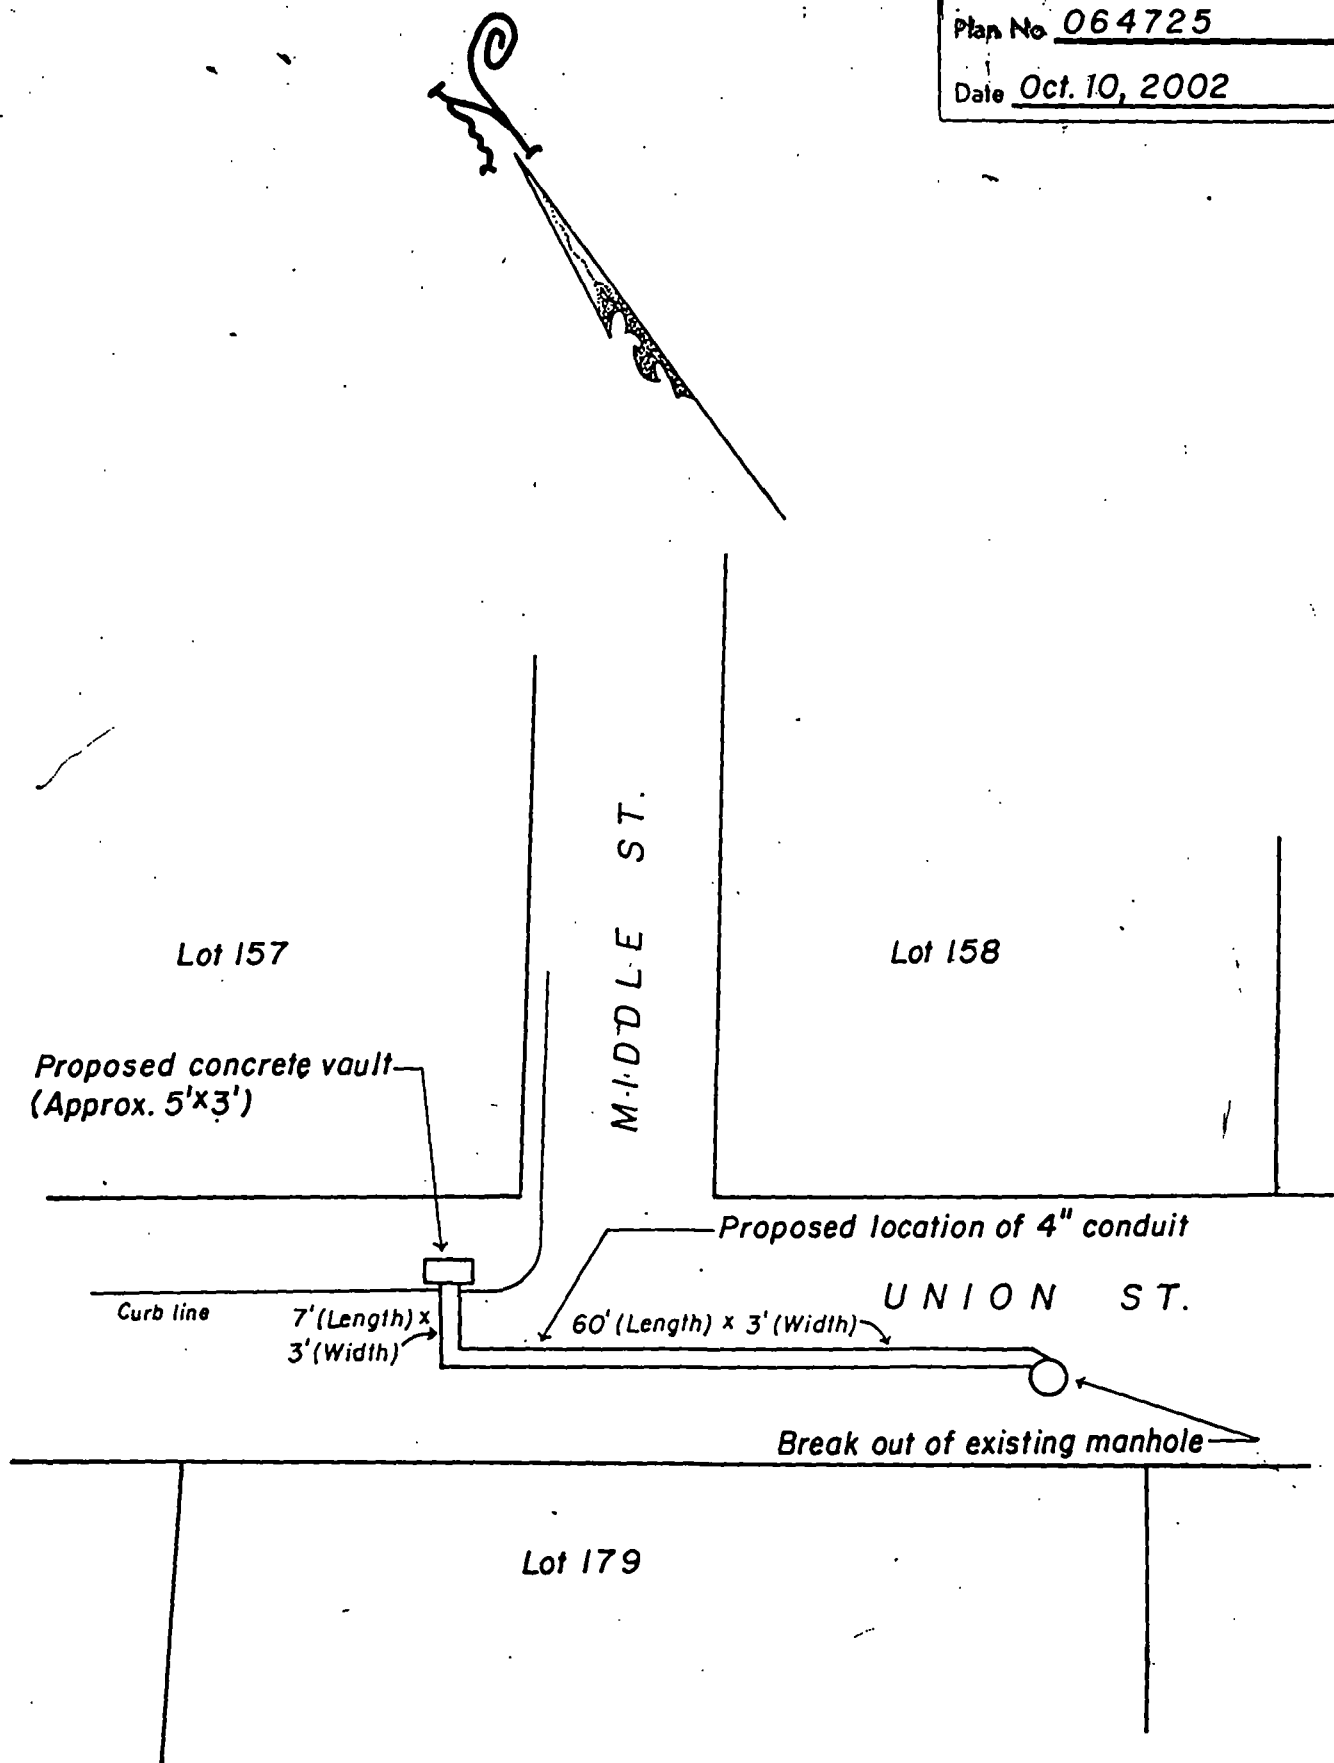 Plan No. 064725
Date Oct. 10, 2002
MIDDLE ST.
Lot 157
Lot 158
Proposed concrete vault
(Approx. 5'x3')
Proposed location of 4" conduit
UNION ST.
Curb line
7' (Length) x
3' (Width)
60' (Length) x 3' (Width)
Break out of existing manhole
Lot 179